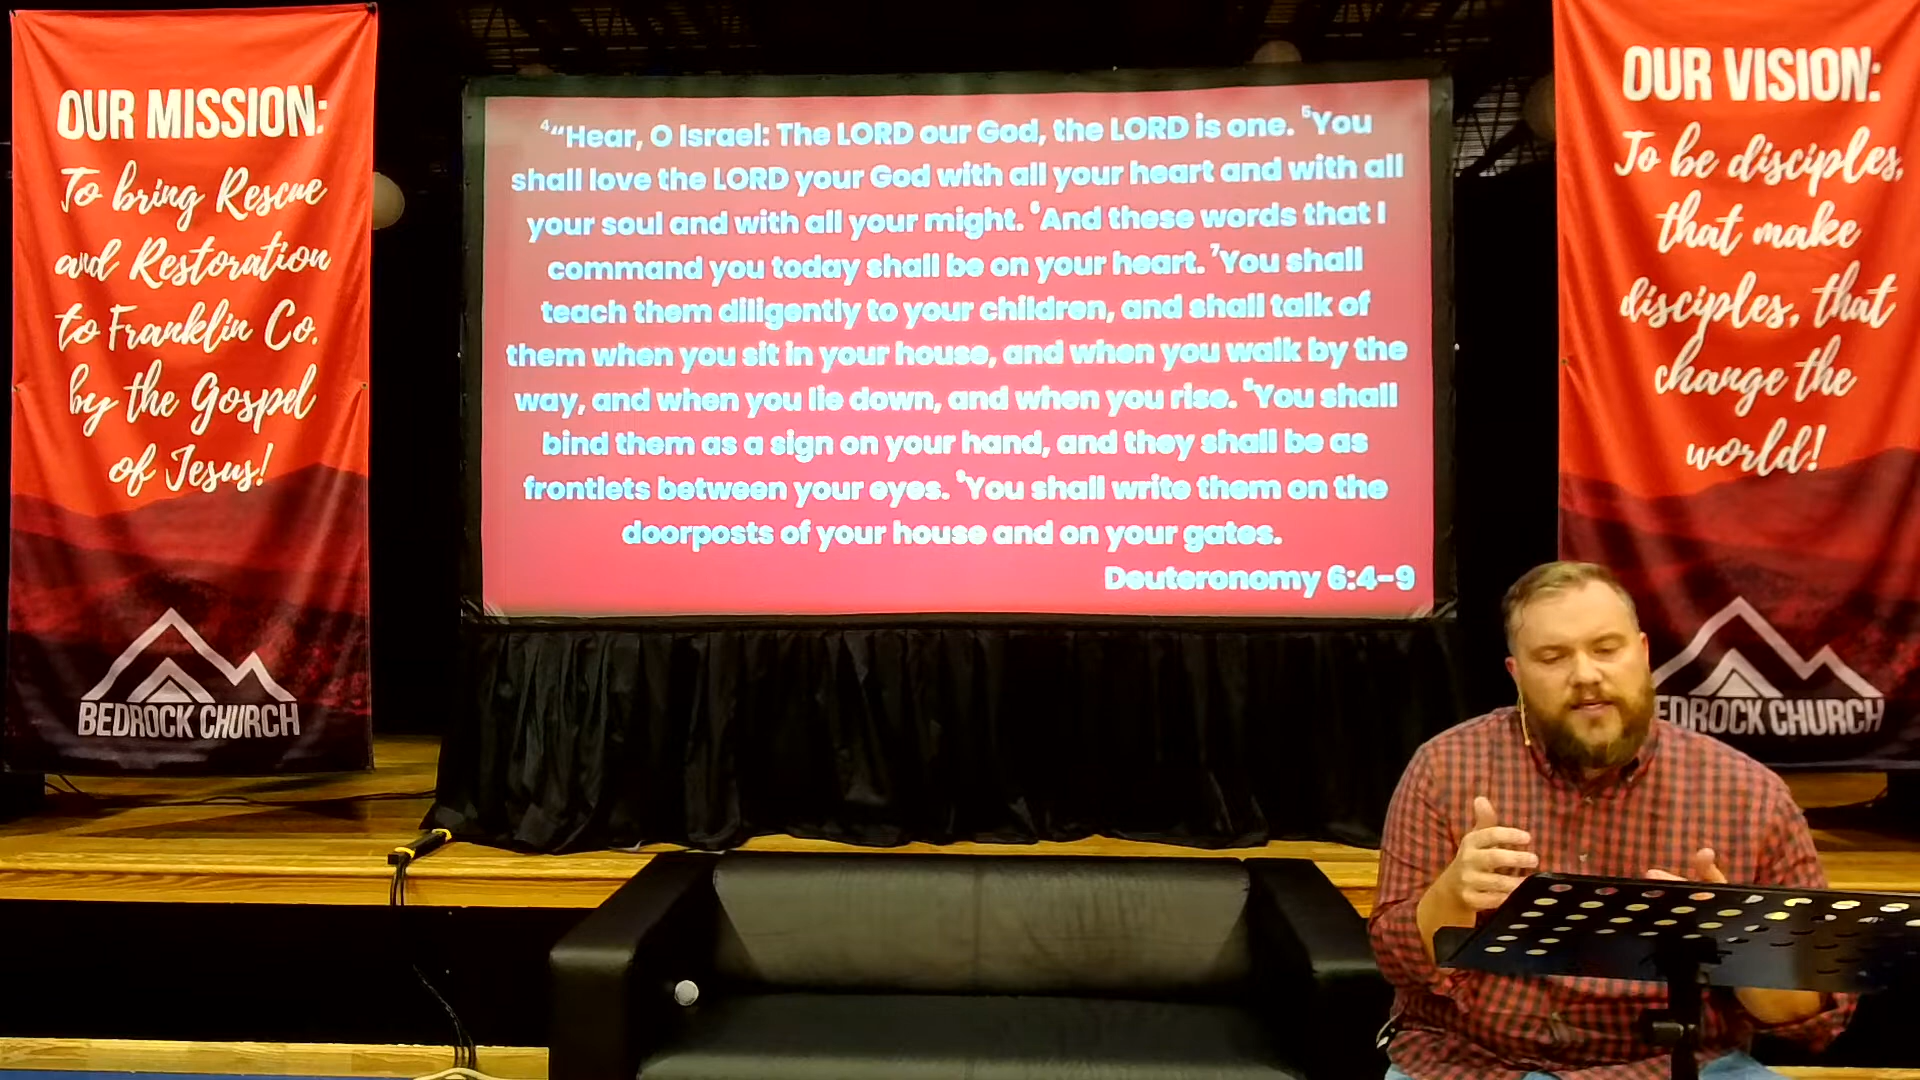 OUR MISSION:
To bring Rescue
and Restoration
to Franklin Co.
by the Gospel
of Jesus!
BEDROCK CHURCH
4“Hear, O Israel: The LORD our God, the LORD is one. 5You
shall love the LORD your God with all your heart and with all
your soul and with all your might. 6And these words that I
command you today shall be on your heart. 7You shall
teach them diligently to your children, and shall talk of
them when you sit in your house, and when you walk by the
way, and when you lie down, and when you rise. 8You shall
bind them as a sign on your hand, and they shall be as
frontlets between your eyes. 9You shall write them on the
doorposts of your house and on your gates.
Deuteronomy 6:4-9
OUR VISION:
To be disciples,
that make
disciples, that
change the
world!
EDROCK CHURCH